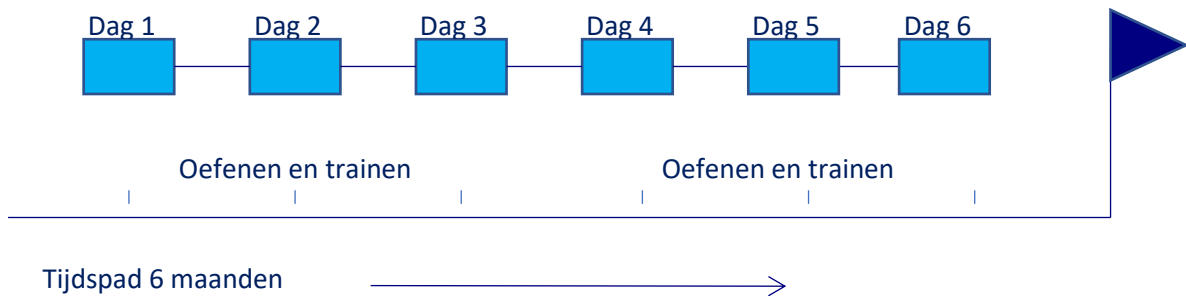 Dag 1 Dag 2 Dag 3 Dag 4 Dag 5 Dag 6
Oefenen en trainen Oefenen en trainen
Tijdspad 6 maanden